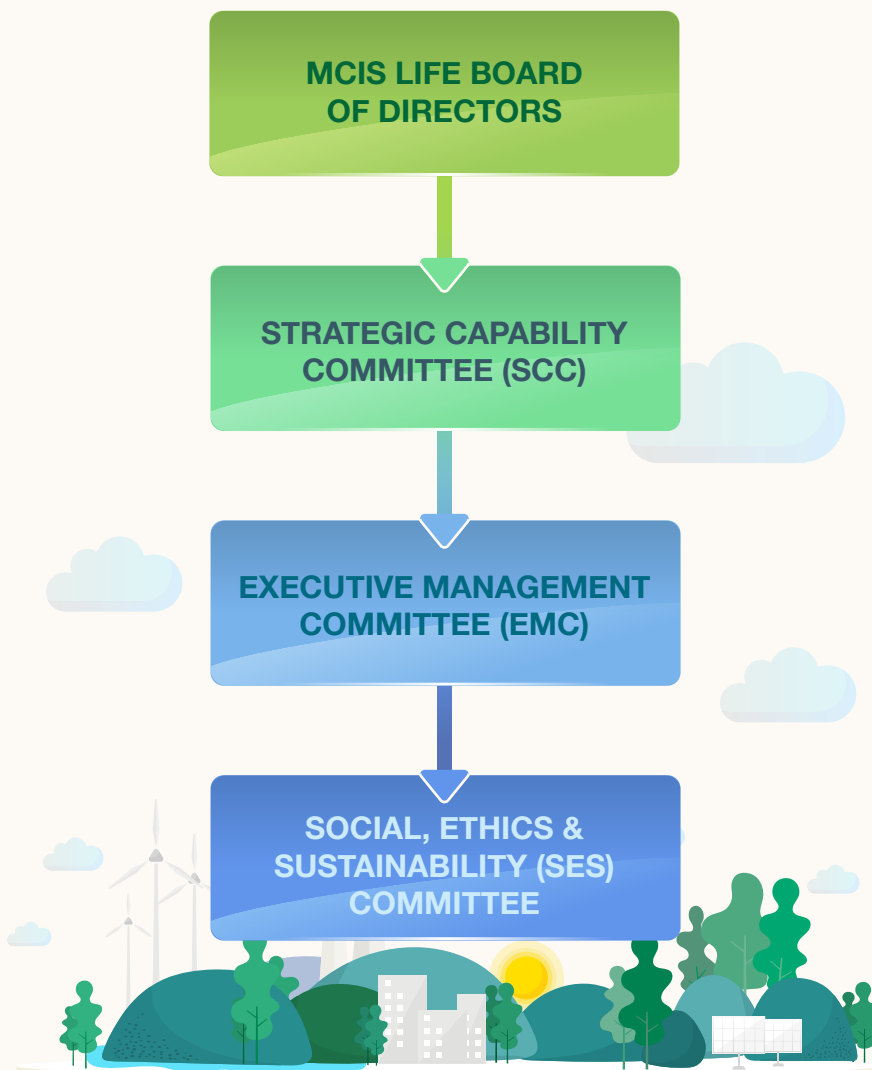 MCIS LIFE BOARD
OF DIRECTORS
STRATEGIC CAPABILITY
COMMITTEE (SCC)
EXECUTIVE MANAGEMENT
COMMITTEE (EMC)
SOCIAL, ETHICS &
SUSTAINABILITY (SES)
COMMITTEE